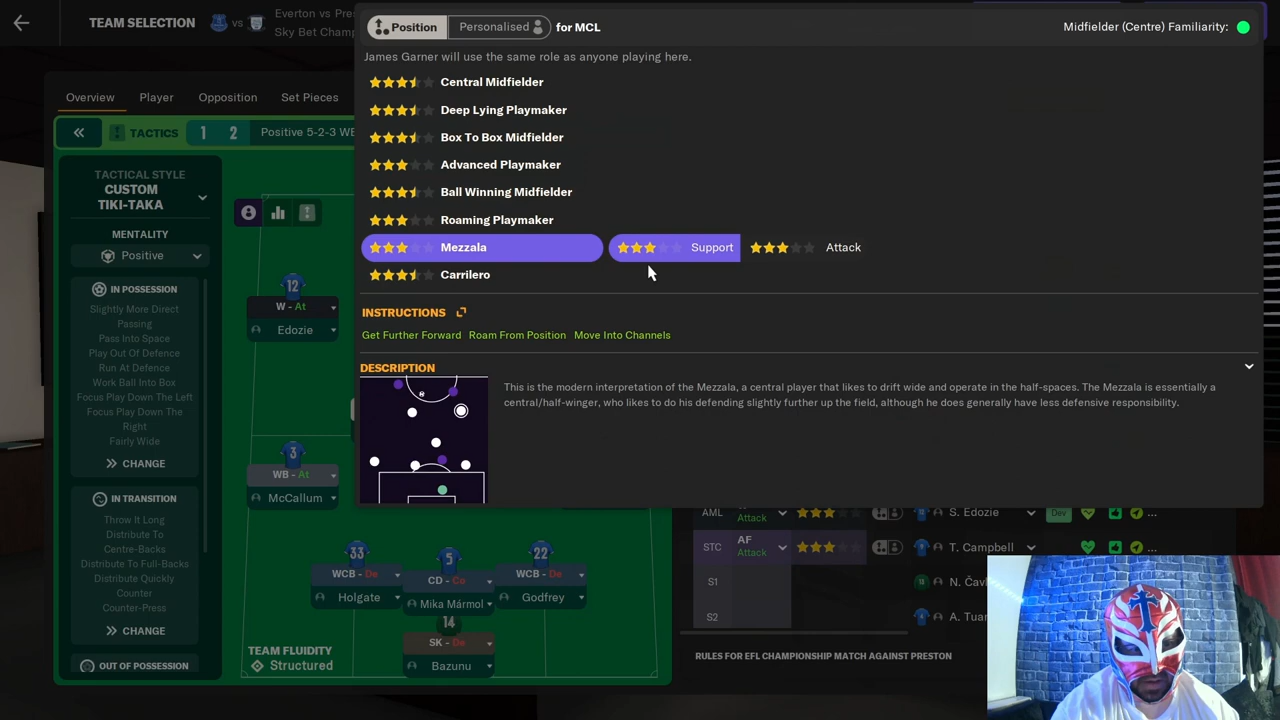 TEAM SELECTION
vs
Everton vs Pres
Sky Bet Champ
Position
Personalised
for MCL
Midfielder (Centre) Familiarity:
James Garner will use the same role as anyone playing here.
Central Midfielder
Deep Lying Playmaker
Box To Box Midfielder
Advanced Playmaker
Ball Winning Midfielder
Roaming Playmaker
Mezzala Support Attack
Carrilero
INSTRUCTIONS
Get Further Forward Roam From Position Move Into Channels
DESCRIPTION
This is the modern interpretation of the Mezzala, a central player that likes to drift wide and operate in the half-spaces. The Mezzala is essentially a
central/half-winger, who likes to do his defending slightly further up the field, although he does generally have less defensive responsibility.
Overview Player Opposition Set Pieces
TACTICS 1 2 Positive 5-2-3 WB
TACTICAL STYLE
CUSTOM
TIKI-TAKA
MENTALITY
Positive
IN POSSESSION
Slightly More Direct
Passing
Pass Into Space
Play Out Of Defence
Run At Defence
Work Ball Into Box
Focus Play Down The Left
Focus Play Down The
Right
Fairly Wide
CHANGE
IN TRANSITION
Throw It Long
Distribute To
Centre-Backs
Distribute To Full-Backs
Distribute Quickly
Counter
Counter-Press
CHANGE
OUT OF POSSESSION
12
W - At
Edozie
3
WB - At
McCallum
33
WCB - De
Holgate
5
CD - Co
Mika Mármol
22
WCB - De
Godfrey
14
SK - De
Bazunu
TEAM FLUIDITY
Structured
AML Attack S. Edozie Dev ...
STC AF Attack T. Campbell ...
S1 N. Čavl
S2 A. Tuan
RULES FOR EFL CHAMPIONSHIP MATCH AGAINST PRESTON